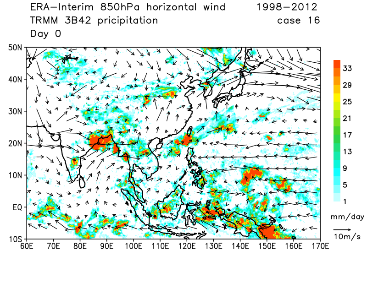 ERA-Interim 850hPa horizontal wind 1998-2012
TRMM 3B42 precipitation case 16
Day 0
50N
40N
30N
20N
10N
EQ
10S
60E 70E 80E 90E 100E 110E 120E 130E 140E 150E 160E 170E
33
29
25
21
17
13
9
5
1
mm/day
10m/s